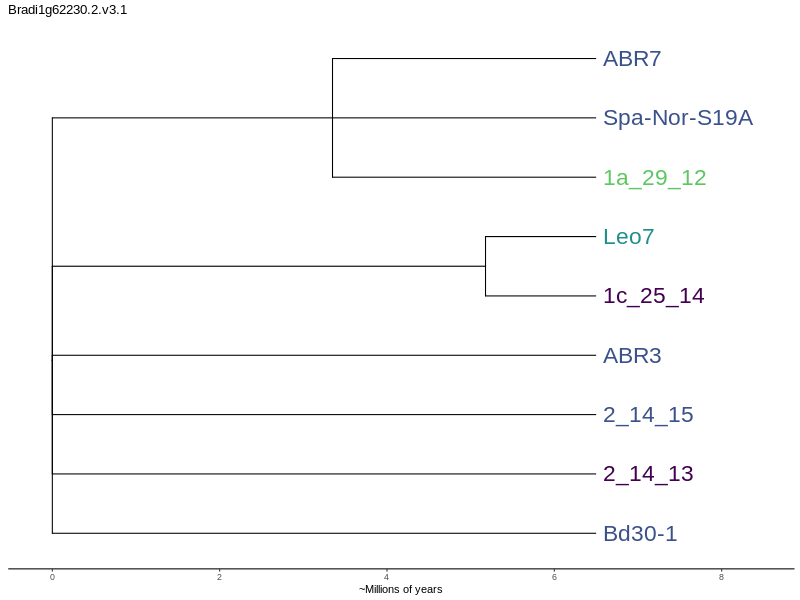 Bradi1g62230.2.v3.1
ABR7
Spa-Nor-S19A
1a_29_12
Leo7
1c_25_14
ABR3
2_14_15
2_14_13
Bd30-1
0 2 4 6 8
~Millions of years